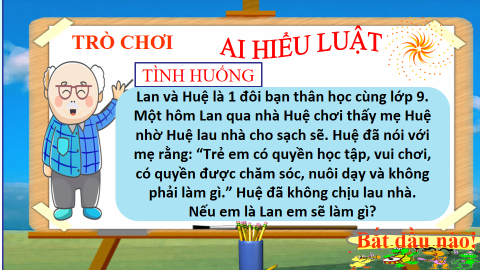 TRÒ CHƠI
AI HIỂU LUẬT
TÌNH HUỐNG
Lan và Huệ là 1 đôi bạn thân học cùng lớp 9.
Một hôm Lan qua nhà Huệ chơi thấy mẹ Huệ
nhờ Huệ lau nhà cho sạch sẽ. Huệ đã nói với
mẹ rằng: “Trẻ em có quyền học tập, vui chơi,
có quyền được chăm sóc, nuôi dạy và không
phải làm gì.” Huệ đã không chịu lau nhà.
Nếu em là Lan em sẽ làm gì?
Bắt đầu nào!